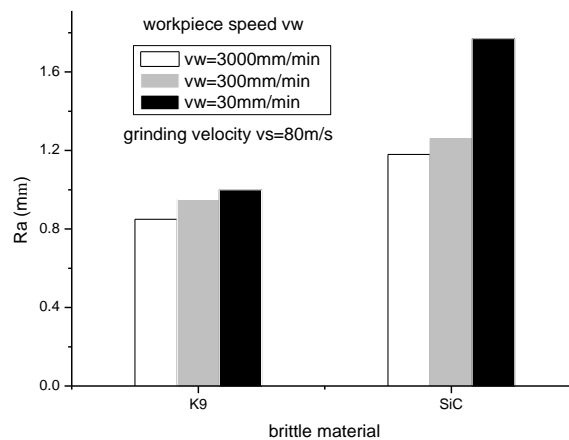 workpiece speed vw
vw=3000mm/min
vw=300mm/min
vw=30mm/min
grinding velocity vs=80m/s
Ra (mm)
1.6
1.2
0.8
0.4
0.0
K9
SiC
brittle material